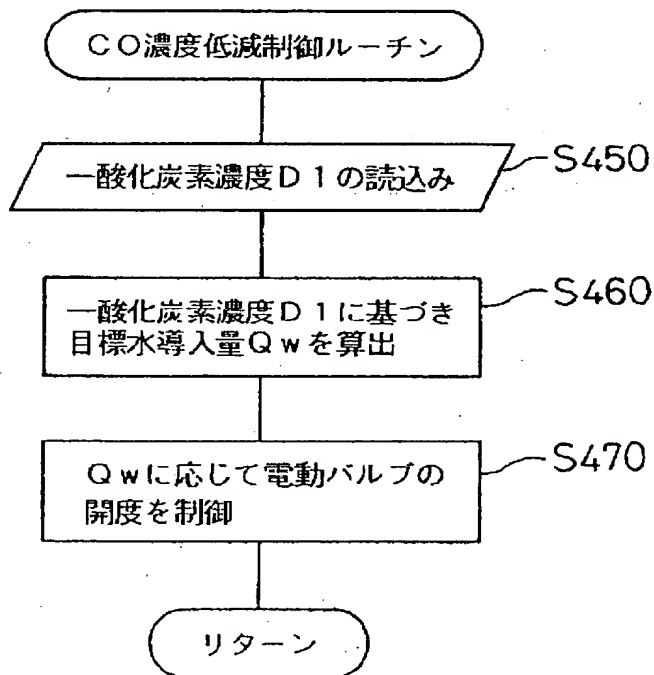 CO濃度低減制御ルーチン
一酸化炭素濃度D1の読込み
S450
一酸化炭素濃度D1に基づき
目標水導入量Qwを算出
S460
Qwに応じて電動バルブの
開度を制御
S470
リターン